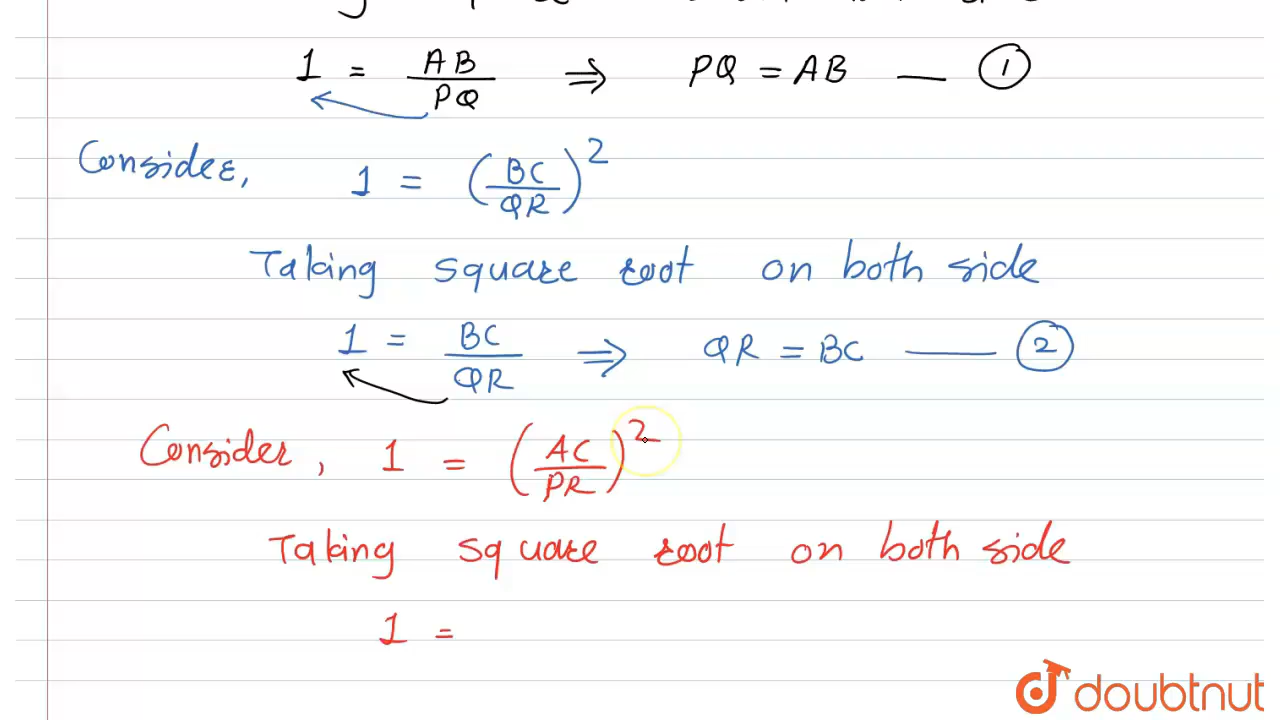 1 = AB/PQ ⇒ PQ = AB — ①
Consider, 1 = (BC/QR)²
Taking square root on both side
1 = BC/QR ⇒ QR = BC — ②
Consider, 1 = (AC/PR)²
Taking square root on both side
1 =
doubtnut